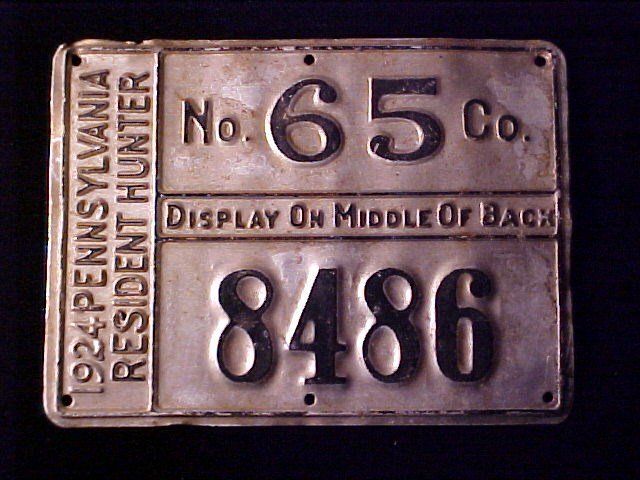 1924 PENNSYLVANIA
RESIDENT HUNTER
No. 65 Co.
DISPLAY ON MIDDLE OF BACK
8486